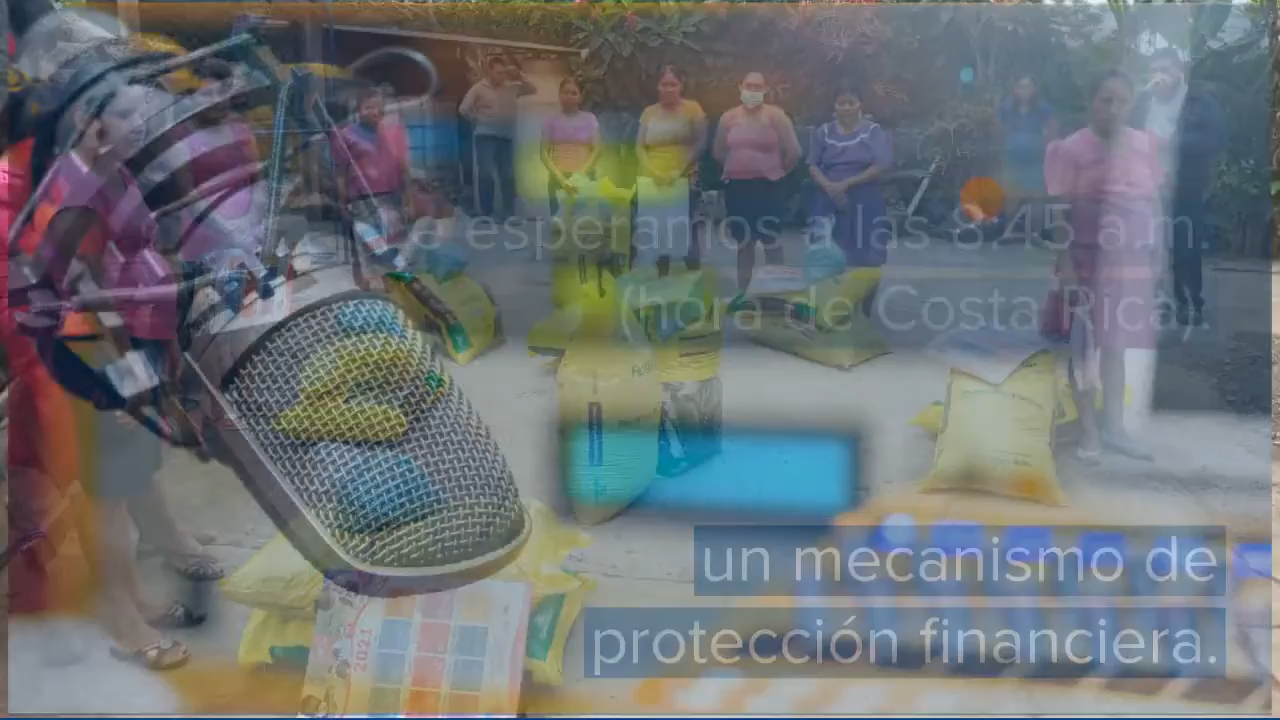 a esperamos a las 8:45 a.m.
(hora de Costa Rica).
un mecanismo de
protección financiera.
2021